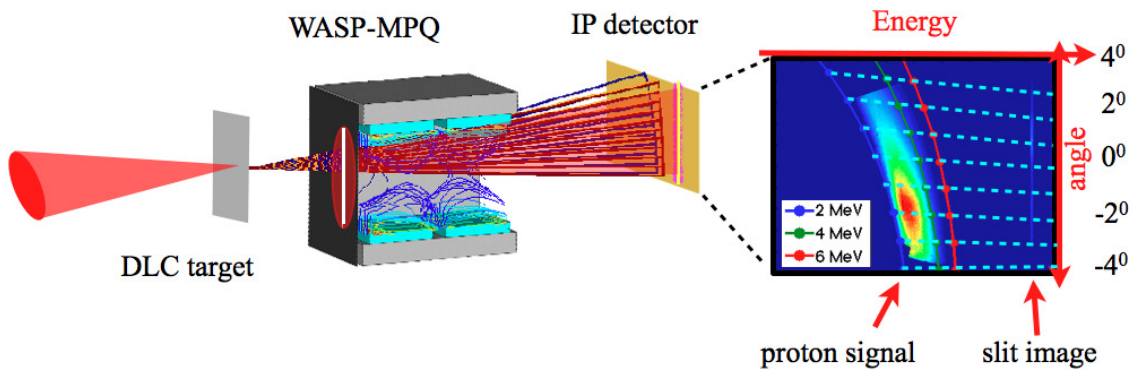 WASP-MPQ
IP detector
Energy
DLC target
2 MeV
4 MeV
6 MeV
4⁰
2⁰
0⁰
-2⁰
-4⁰
angle
proton signal
slit image